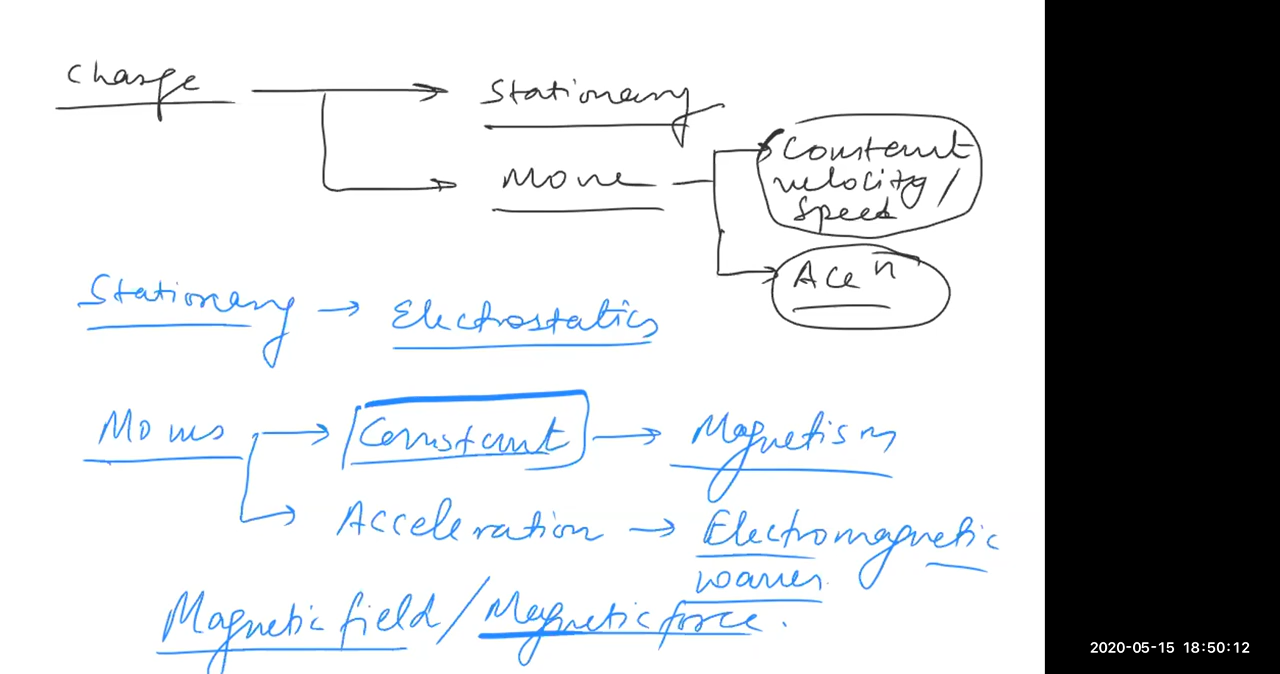 Charge → Stationary
Move
Constant
velocity /
Speed
Accⁿ
Stationary → Electrostatics
Moves → Constant → Magnetism
Acceleration → Electromagnetic
waves
Magnetic field / Magnetic force.
2020-05-15 18:50:12